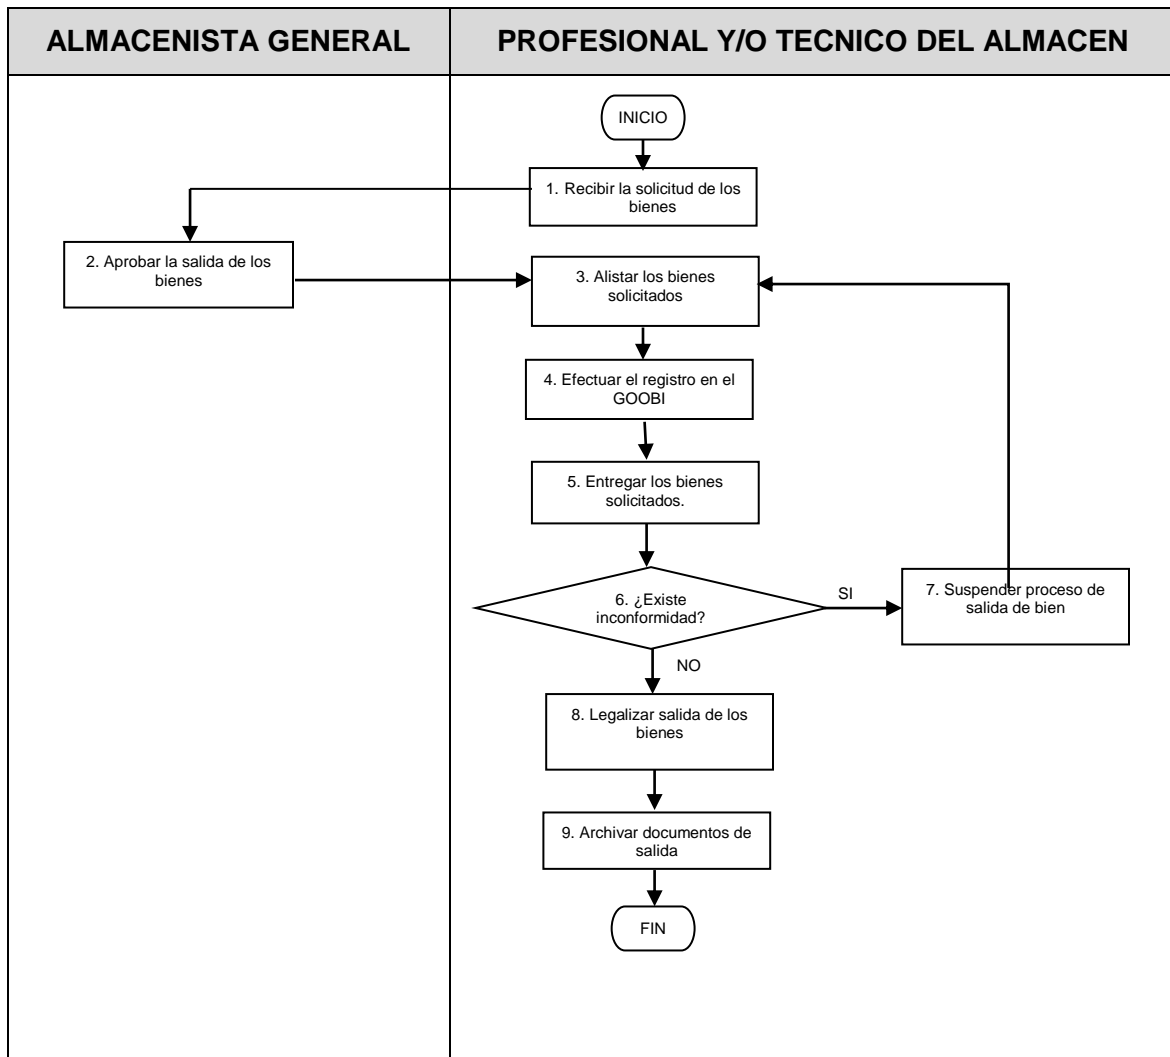 ALMACENISTA GENERAL
PROFESIONAL Y/O TECNICO DEL ALMACEN
INICIO
1. Recibir la solicitud de los
bienes
2. Aprobar la salida de los
bienes
3. Alistar los bienes
solicitados
4. Efectuar el registro en el
GOOBI
5. Entregar los bienes
solicitados.
6. ¿Existe
inconformidad?
SI
7. Suspender proceso de
salida de bien
NO
8. Legalizar salida de los
bienes
9. Archivar documentos de
salida
FIN